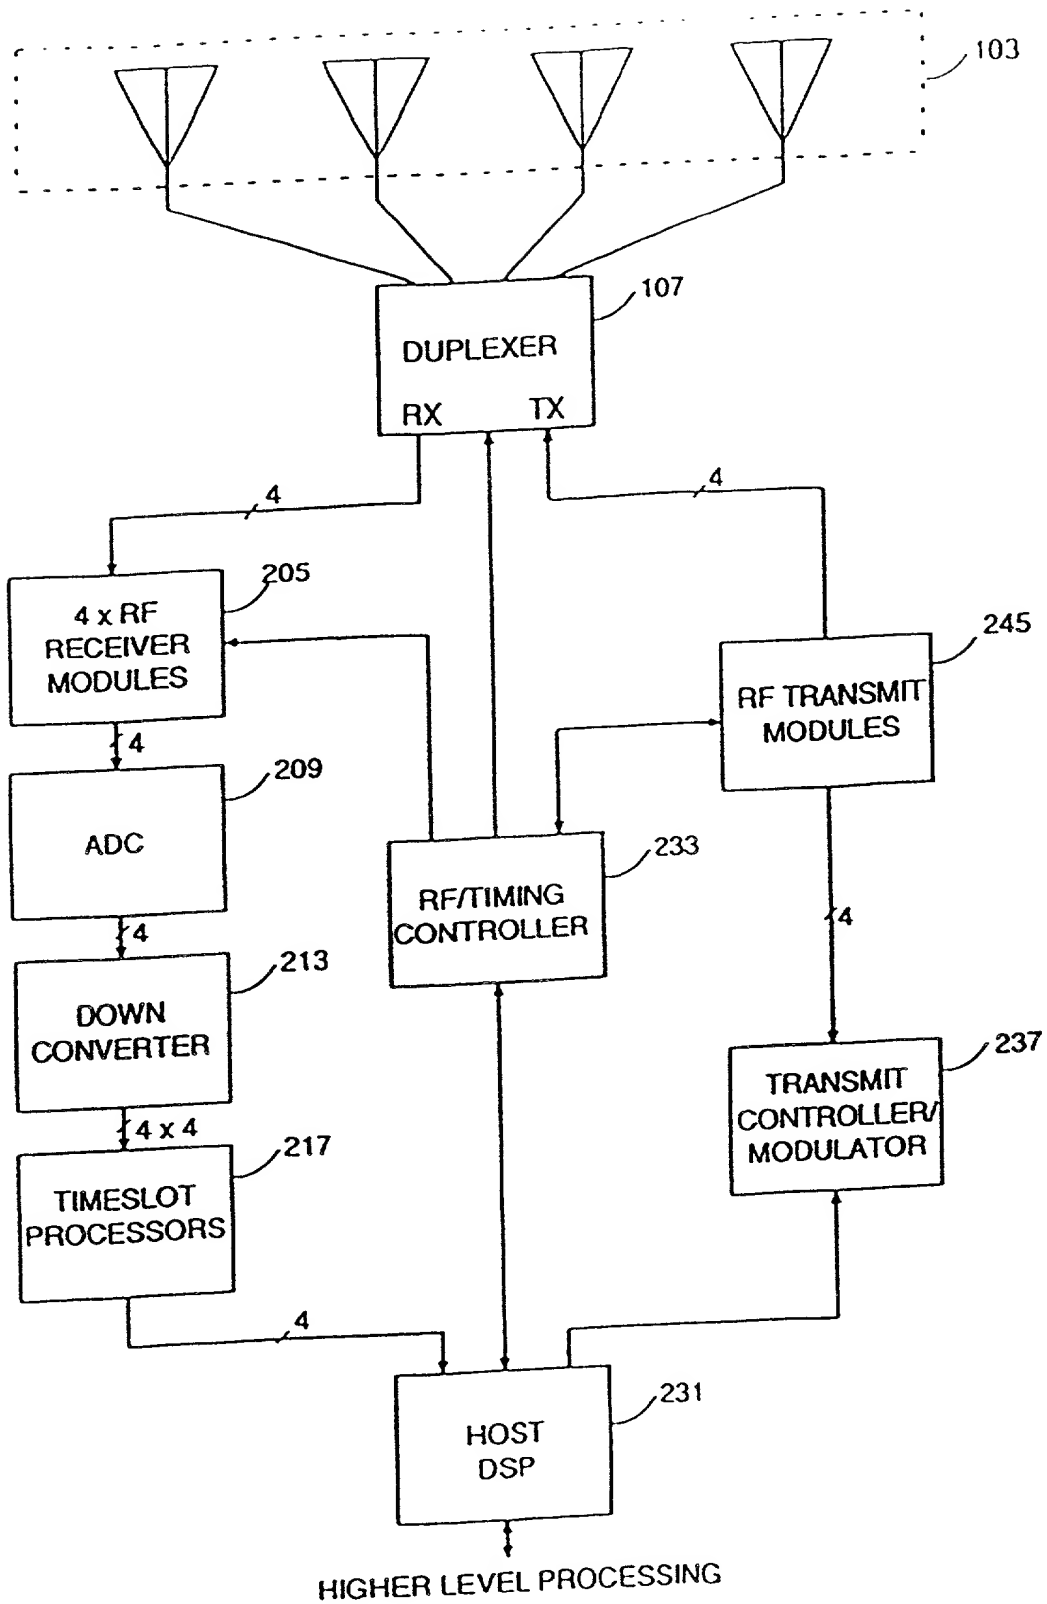 103
107
DUPLEXER
RX TX
4
4
205
4 x RF
RECEIVER
MODULES
245
RF TRANSMIT
MODULES
4
209
ADC
233
RF/TIMING
CONTROLLER
4
4
213
DOWN
CONVERTER
237
TRANSMIT
CONTROLLER/
MODULATOR
4 x 4
217
TIMESLOT
PROCESSORS
4
231
HOST
DSP
HIGHER LEVEL PROCESSING